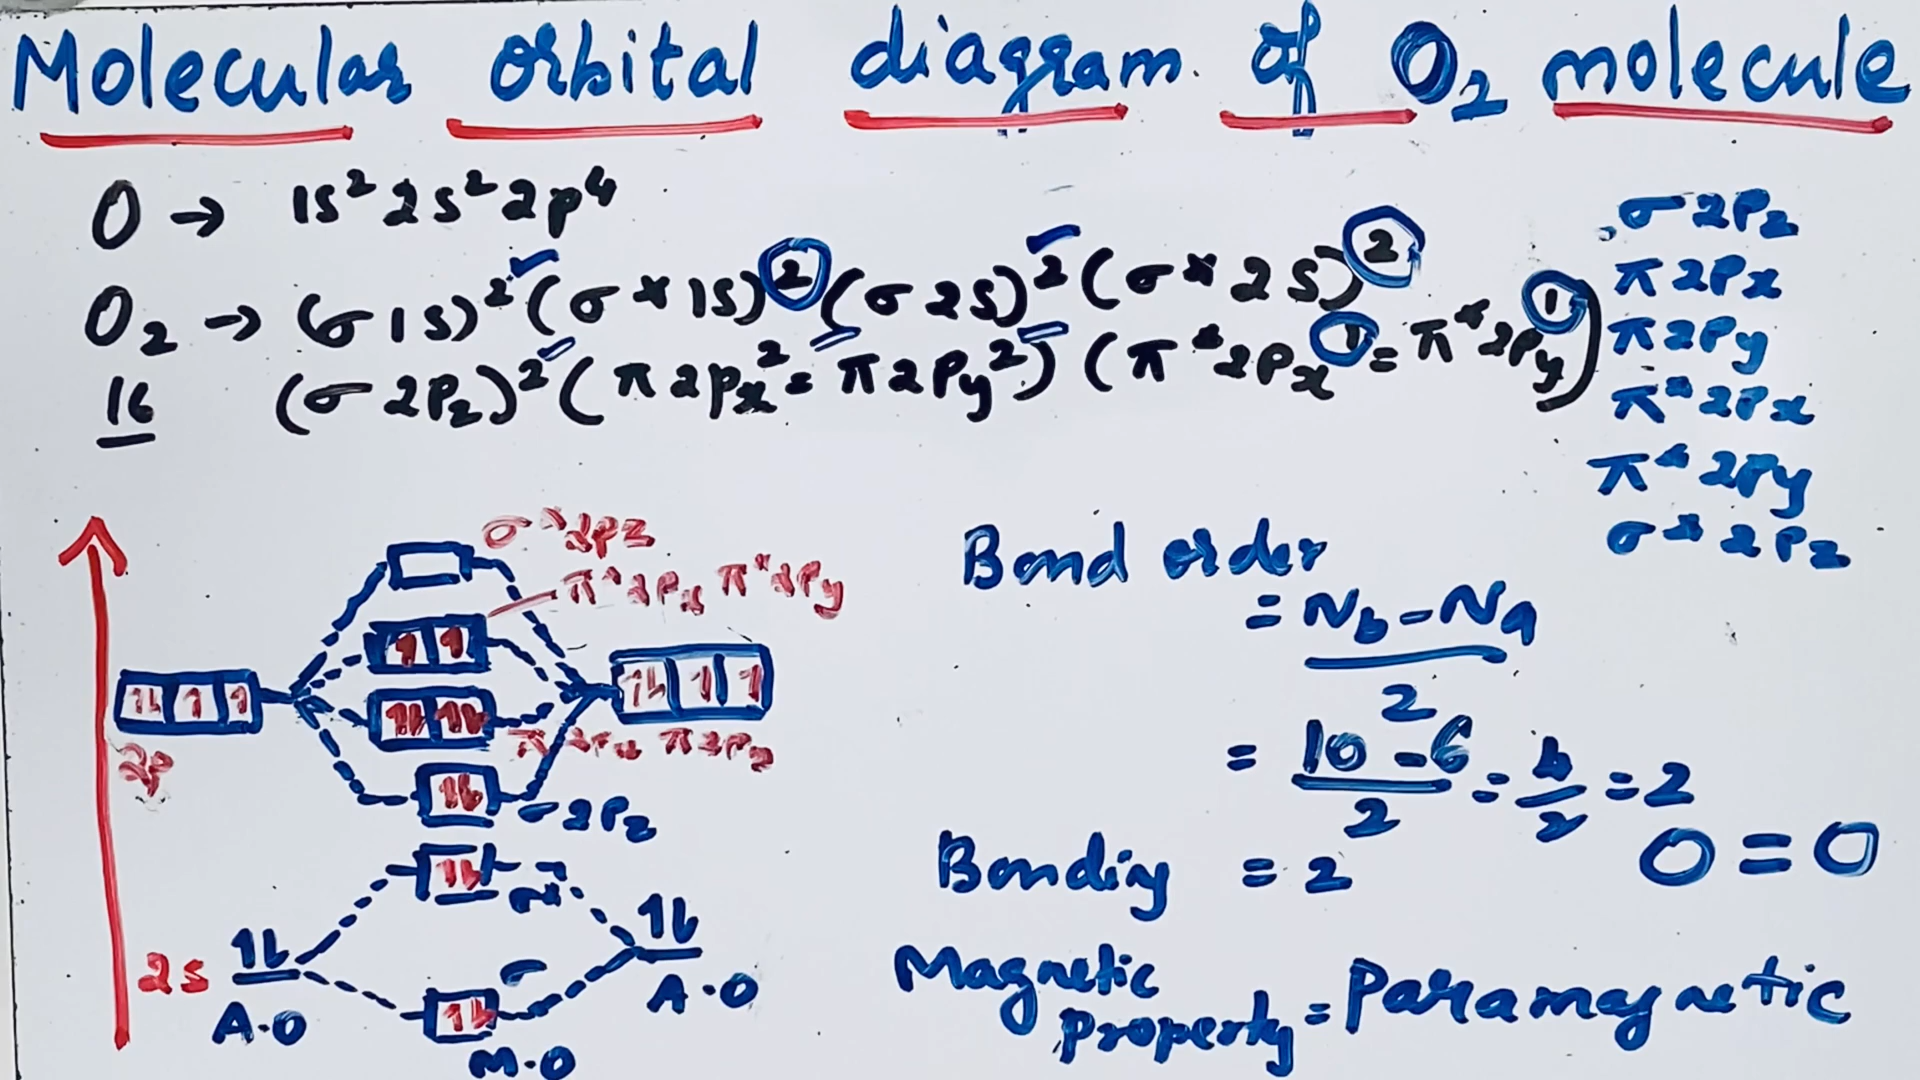 Molecular orbital diagram of O₂ molecule
O → 1s² 2s² 2p⁴
O₂ → (σ1s)² (σ*1s)² (σ2s)² (σ*2s)²
16 (σ2Pz)² (π2px² = π2Py²) (π*2Px¹ = π*2Py¹)
σ2Pz
π2Px
π2Py
π*2Px
π*2Py
σ*2Pz
σ*2Pz
π*2Px π*2Py
2p
π2Px π2Py
σ2Pz
σ*
2s
A.O
σ
A.O
M.O
Bond order
= Nb - Na
2
= 10 - 6 = 4 = 2
2 2
Bonding = 2 O = O
Magnetic
property = Paramagnetic